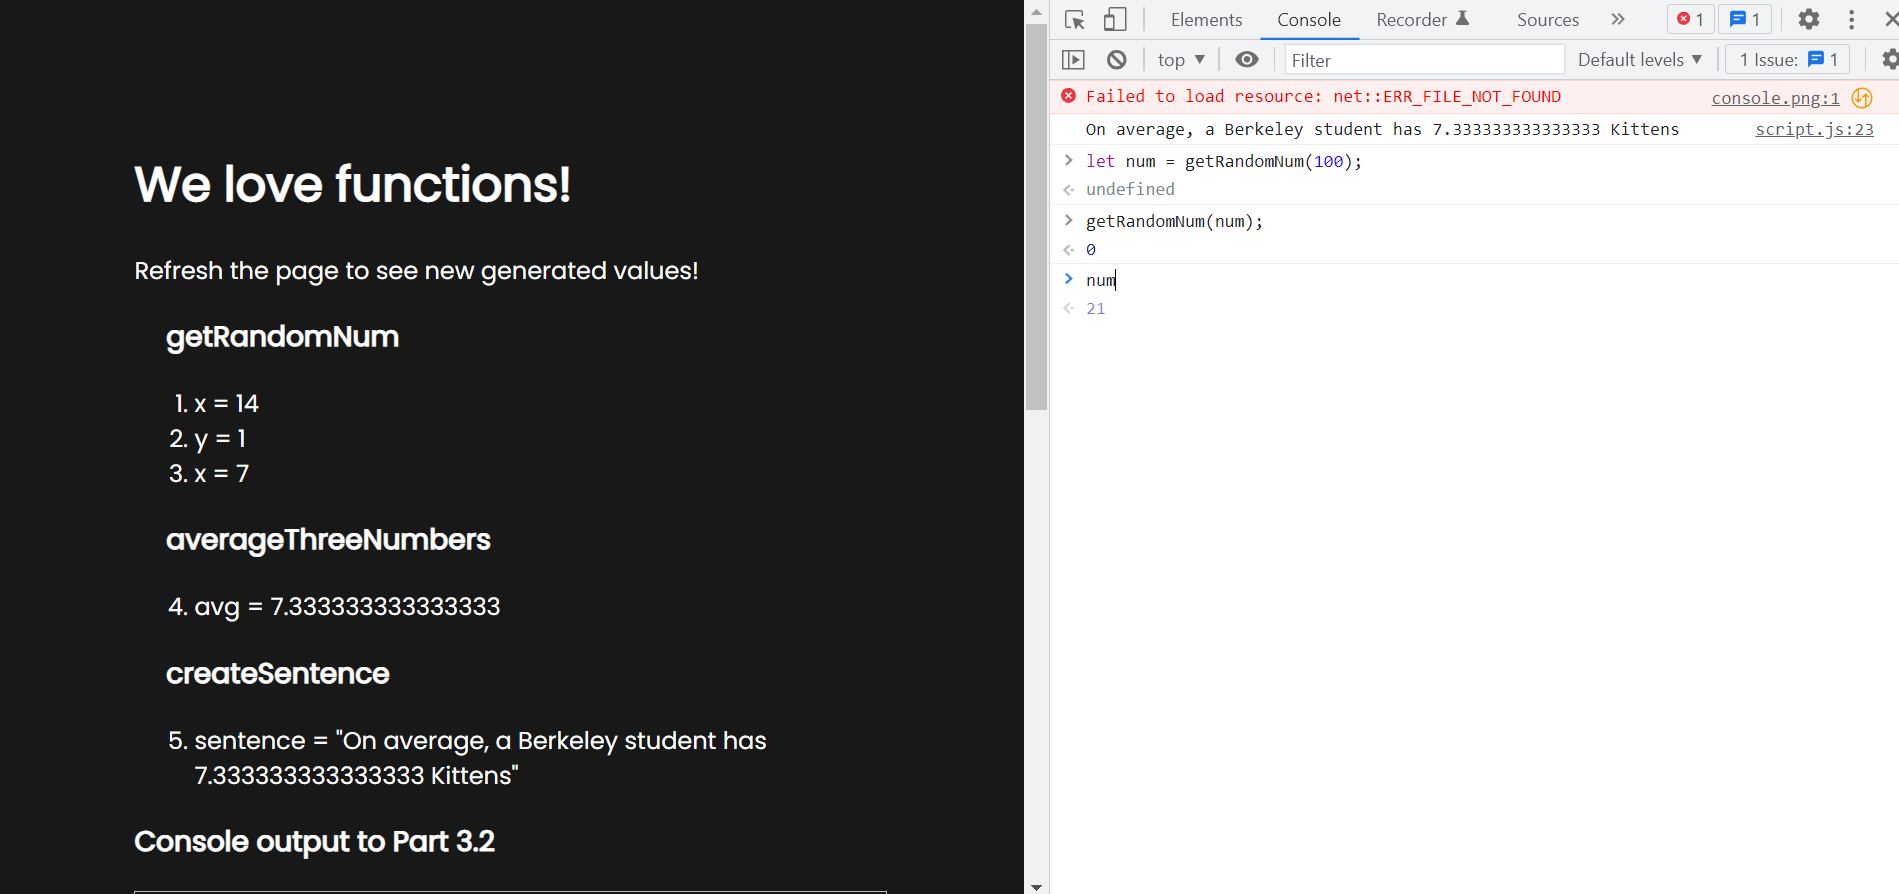 We love functions!
Refresh the page to see new generated values!
getRandomNum
1. x = 14
2. y = 1
3. x = 7
averageThreeNumbers
4. avg = 7.333333333333333
createSentence
5. sentence = "On average, a Berkeley student has
7.333333333333333 Kittens"
Console output to Part 3.2
Elements Console Recorder Sources » 1 1
top ▼ Filter Default levels ▼ 1 Issue: 1
Failed to load resource: net::ERR_FILE_NOT_FOUND console.png:1
On average, a Berkeley student has 7.333333333333333 Kittens script.js:23
> let num = getRandomNum(100);
undefined
> getRandomNum(num);
0
> num
21